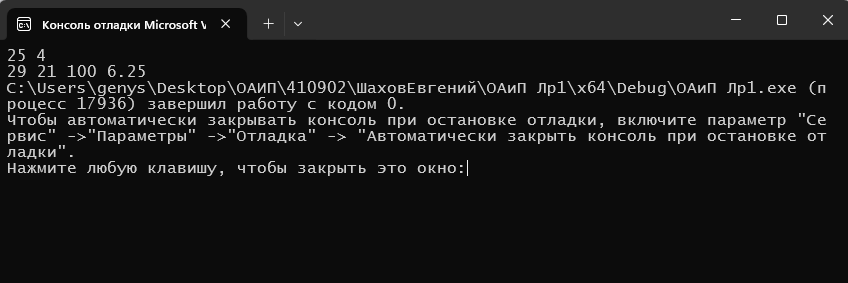 Консоль отладки Microsoft V
25 4
29 21 100 6.25
C:\Users\genys\Desktop\ОАИП\410902\ШаховЕвгений\ОАиП Лр1\x64\Debug\ОАиП Лр1.exe (п
роцесс 17936) завершил работу с кодом 0.
Чтобы автоматически закрывать консоль при остановке отладки, включите параметр "Се
рвис" ->"Параметры" ->"Отладка" -> "Автоматически закрыть консоль при остановке от
ладки".
Нажмите любую клавишу, чтобы закрыть это окно: